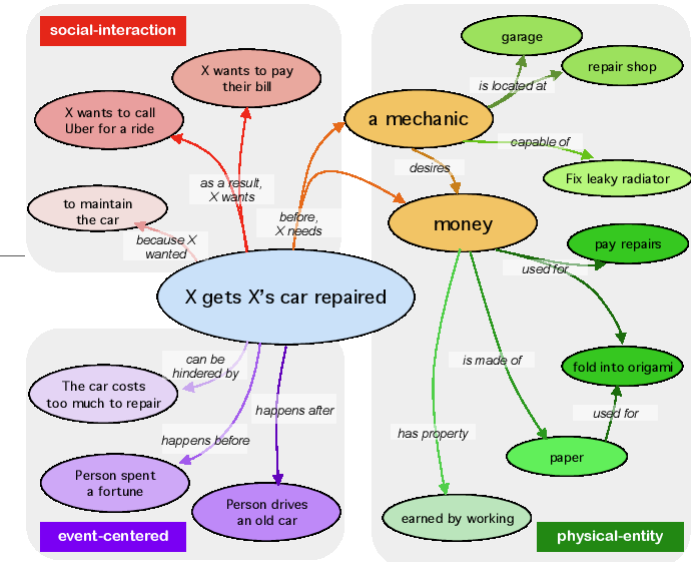 social-interaction
X wants to pay
their bill
X wants to call
Uber for a ride
to maintain
the car
as a result,
X wants
before,
X needs
because X
wanted
X gets X's car repaired
garage
repair shop
is located at
a mechanic
capable of
Fix leaky radiator
desires
money
pay repairs
used for
fold into origami
is made of
used for
has property
paper
earned by working
physical-entity
can be
hindered by
The car costs
too much to repair
happens after
happens before
Person spent
a fortune
Person drives
an old car
event-centered